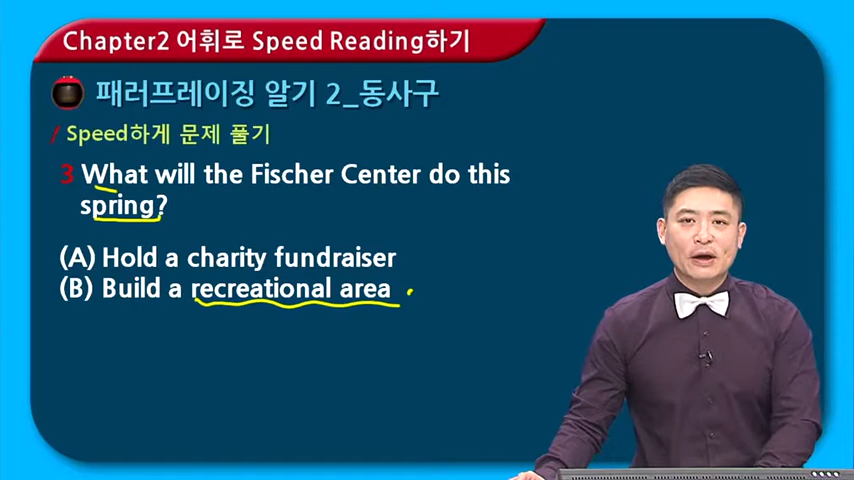 Chapter2 어휘로 Speed Reading하기
패러프레이징 알기 2_동사구
/ Speed하게 문제 풀기
3 What will the Fischer Center do this
spring?
(A) Hold a charity fundraiser
(B) Build a recreational area